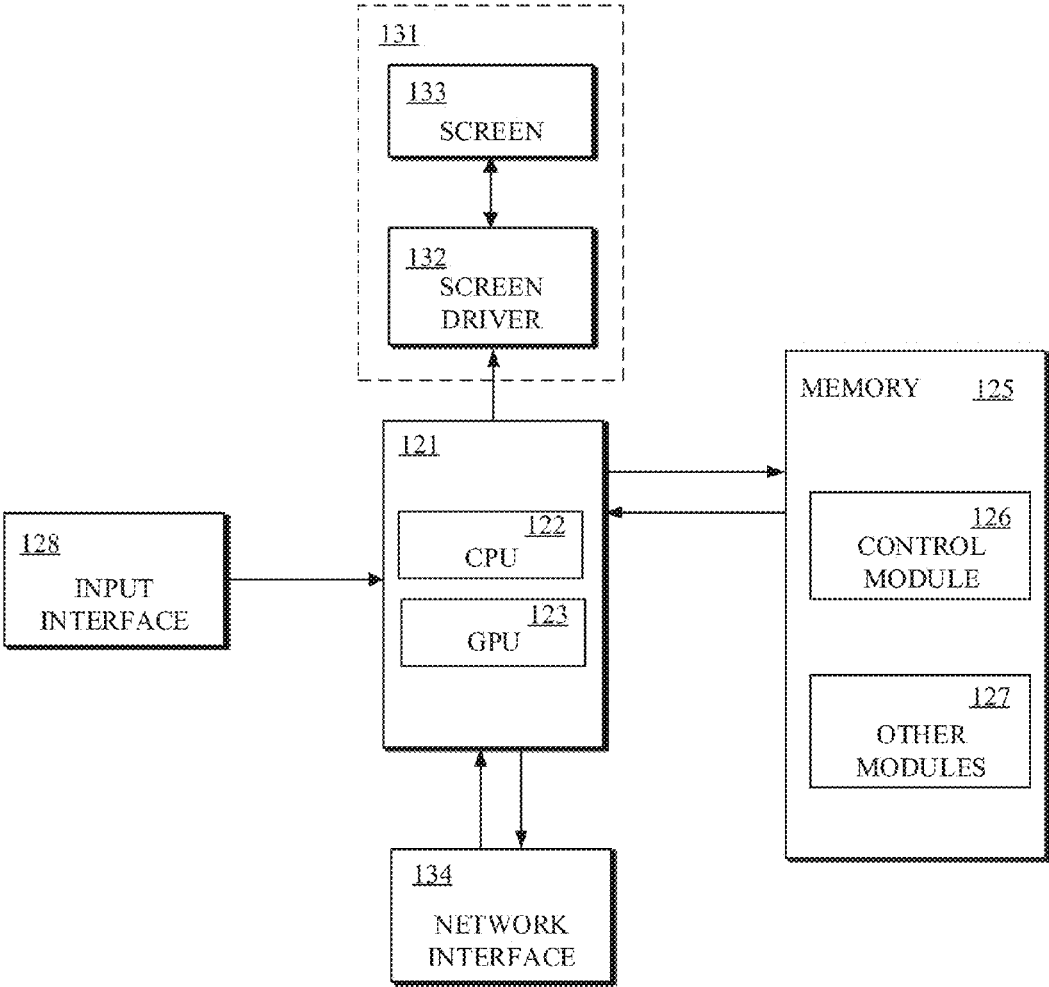 131
133
SCREEN
132
SCREEN
DRIVER
MEMORY 125
121
122
CPU
126
CONTROL
MODULE
128
INPUT
INTERFACE
123
GPU
127
OTHER
MODULES
134
NETWORK
INTERFACE